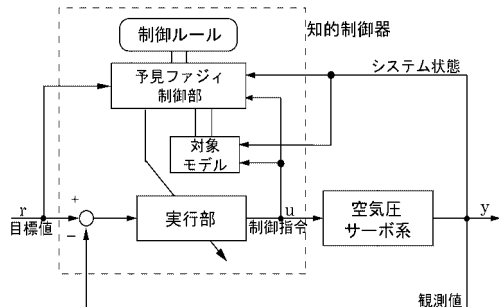 制御ルール
知的制御器
予見ファジィ
制御部
システム状態
対象
モデル
r
目標値
+
−
実行部
u
制御指令
空気圧
サーボ系
y
観測値